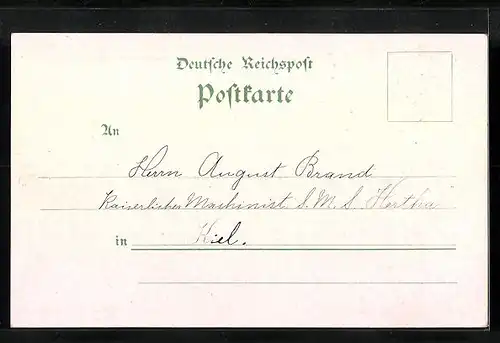 Deutsche Reichspost
Postkarte
An
Herrn August Brand
Kaiserlicher Maschinist S. M. S. Hertha
in Kiel.